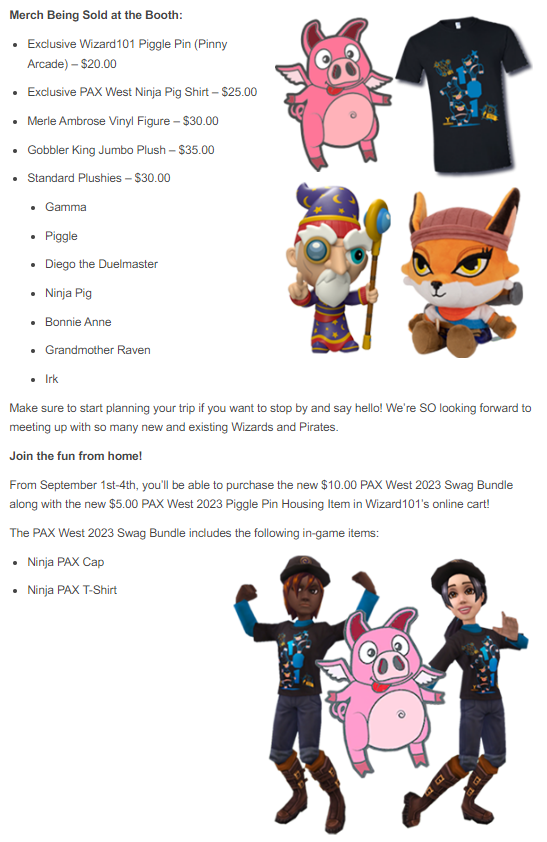 Merch Being Sold at the Booth:
Exclusive Wizard101 Piggle Pin (Pinny
Arcade) – $20.00
Exclusive PAX West Ninja Pig Shirt – $25.00
Merle Ambrose Vinyl Figure – $30.00
Gobbler King Jumbo Plush – $35.00
Standard Plushies – $30.00
Gamma
Piggle
Diego the Duelmaster
Ninja Pig
Bonnie Anne
Grandmother Raven
Irk
Make sure to start planning your trip if you want to stop by and say hello! We’re SO looking forward to
meeting up with so many new and existing Wizards and Pirates.
Join the fun from home!
From September 1st-4th, you’ll be able to purchase the new $10.00 PAX West 2023 Swag Bundle
along with the new $5.00 PAX West 2023 Piggle Pin Housing Item in Wizard101’s online cart!
The PAX West 2023 Swag Bundle includes the following in-game items:
Ninja PAX Cap
Ninja PAX T-Shirt